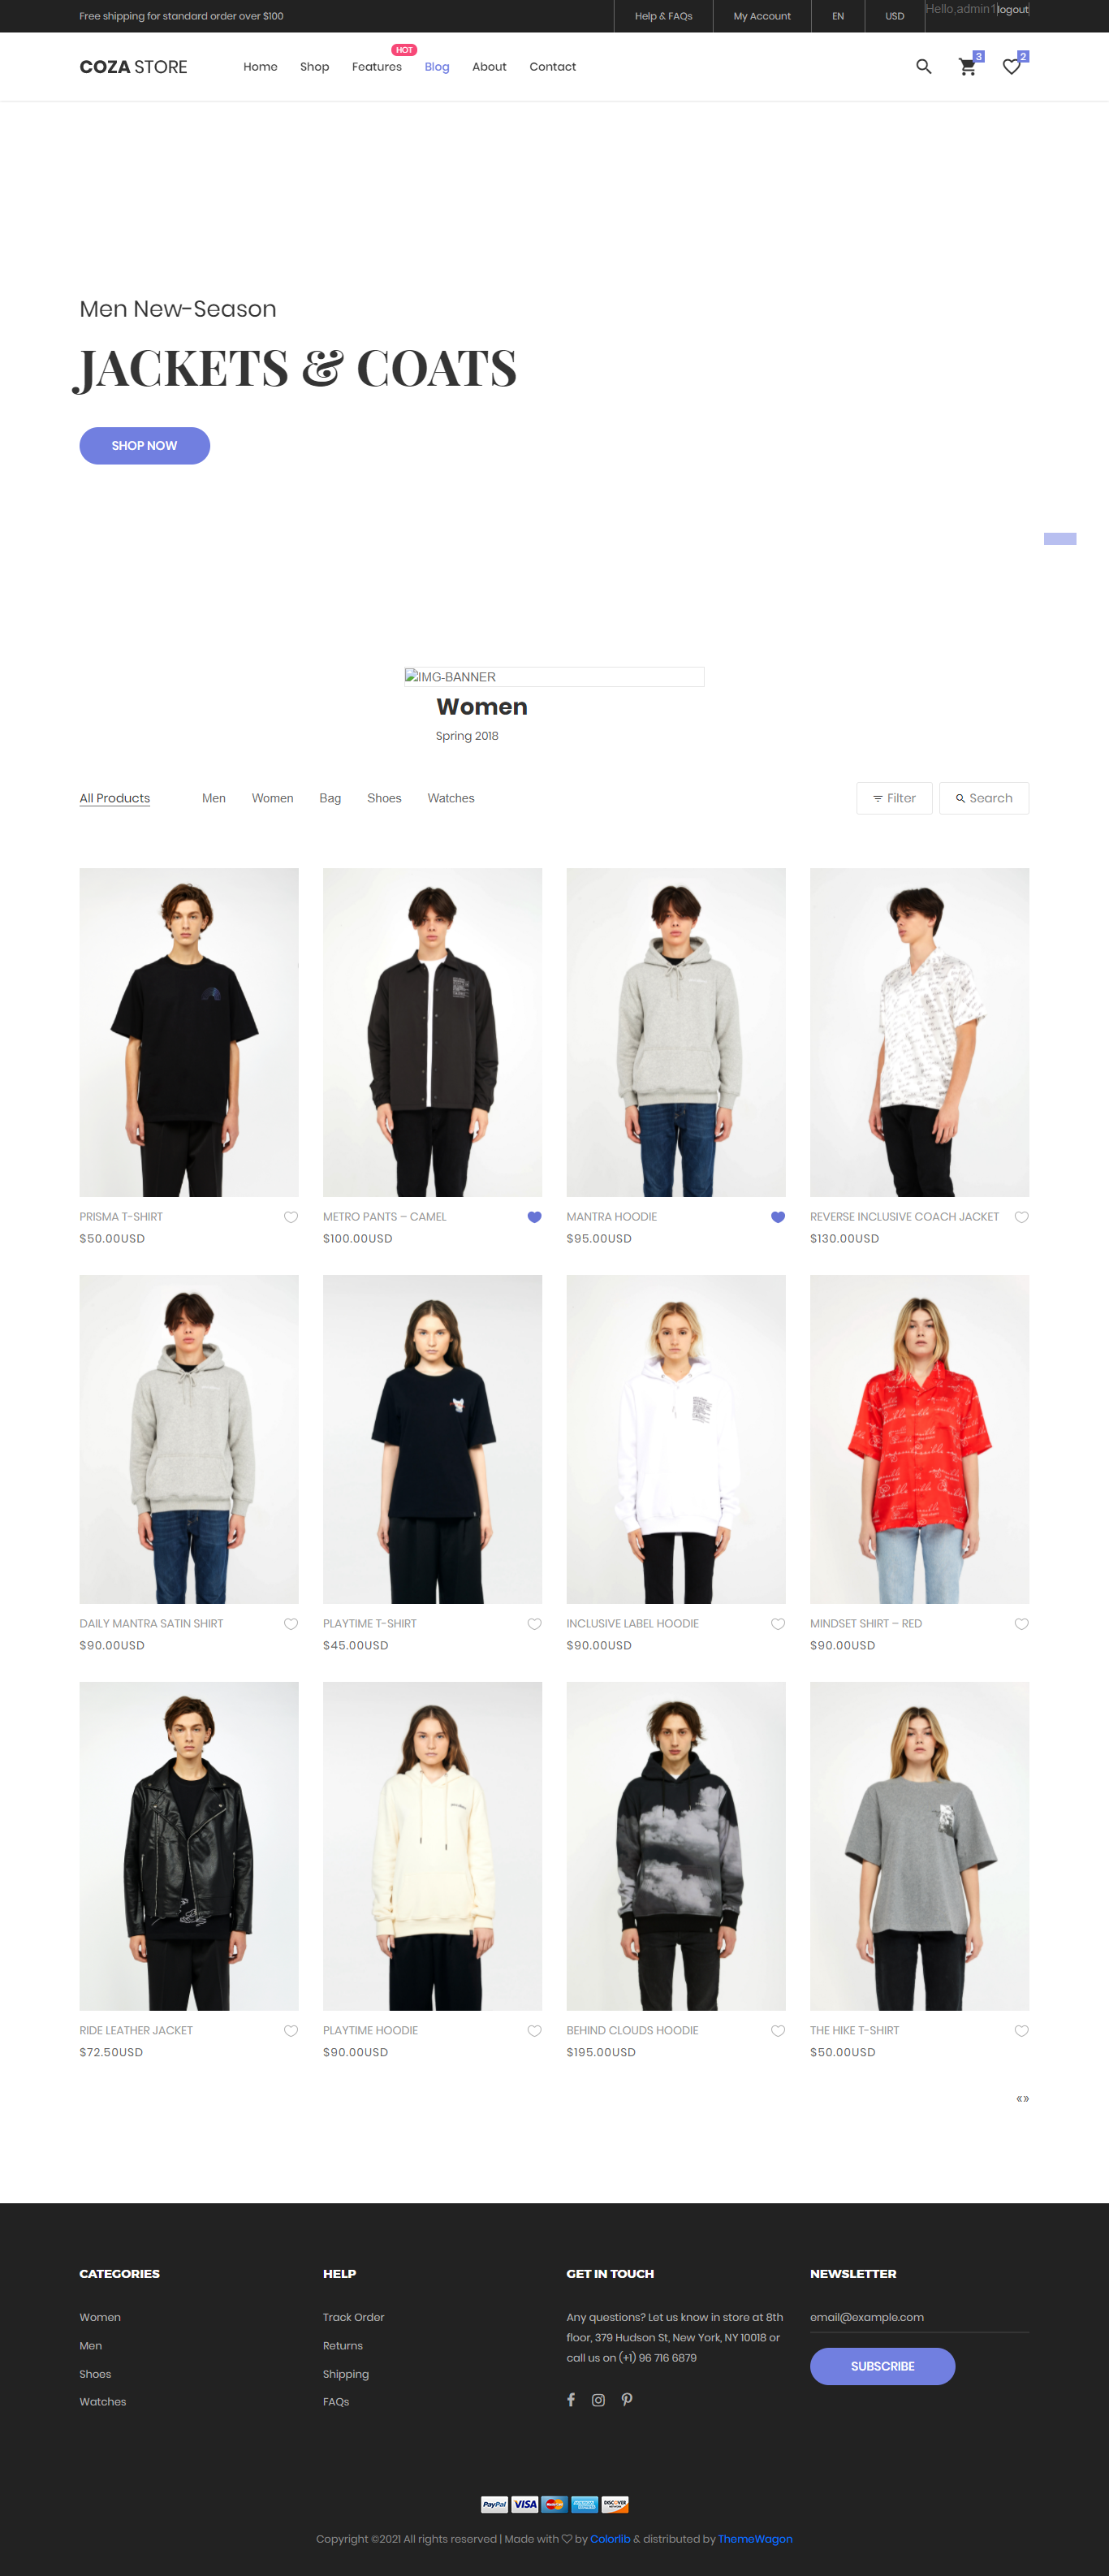 Free shipping for standard order over $100
Help & FAQs
My Account
EN
USD
Hello,admin1
logout
COZA STORE
Home
Shop
Features
HOT
Blog
About
Contact
3
2
Men New-Season
JACKETS & COATS
SHOP NOW
IMG-BANNER
Women
Spring 2018
All Products
Men
Women
Bag
Shoes
Watches
Filter
Search
PRISMA T-SHIRT
$50.00USD
METRO PANTS – CAMEL
$100.00USD
MANTRA HOODIE
$95.00USD
REVERSE INCLUSIVE COACH JACKET
$130.00USD
DAILY MANTRA SATIN SHIRT
$90.00USD
PLAYTIME T-SHIRT
$45.00USD
INCLUSIVE LABEL HOODIE
$90.00USD
MINDSET SHIRT – RED
$90.00USD
RIDE LEATHER JACKET
$72.50USD
PLAYTIME HOODIE
$90.00USD
BEHIND CLOUDS HOODIE
$195.00USD
THE HIKE T-SHIRT
$50.00USD
«»
CATEGORIES
Women
Men
Shoes
Watches
HELP
Track Order
Returns
Shipping
FAQs
GET IN TOUCH
Any questions? Let us know in store at 8th
floor, 379 Hudson St, New York, NY 10018 or
call us on (+1) 96 716 6879
NEWSLETTER
email@example.com
SUBSCRIBE
PayPal
VISA
MasterCard
DISCOVER
Copyright ©2021 All rights reserved | Made with ♡ by Colorlib & distributed by ThemeWagon